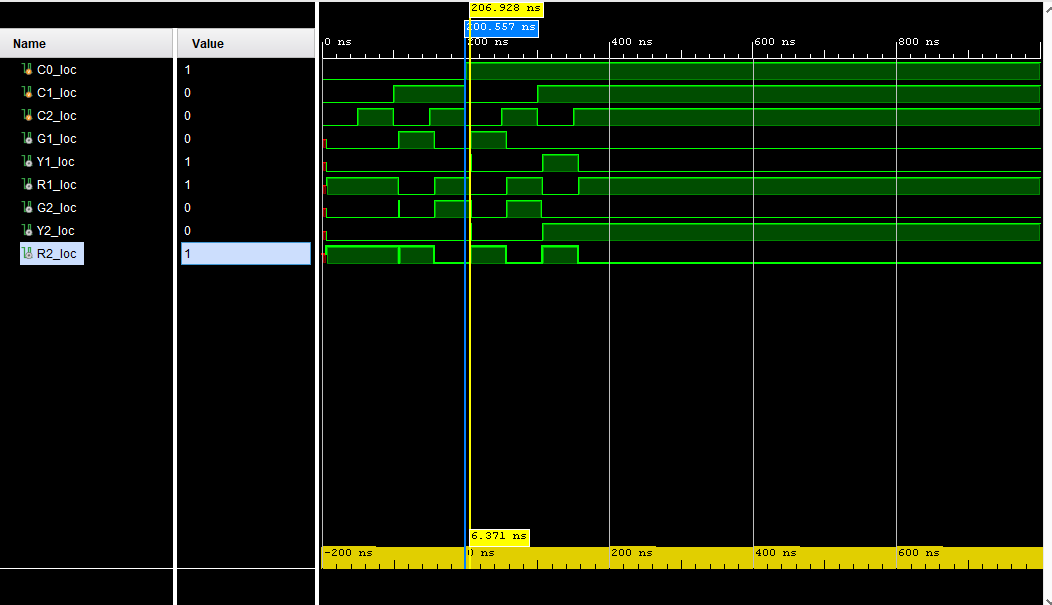 206.928 ns
200.557 ns
Name Value
0 ns 200 ns 400 ns 600 ns 800 ns
C0_loc 1
C1_loc 0
C2_loc 0
G1_loc 0
Y1_loc 1
R1_loc 1
G2_loc 0
Y2_loc 0
R2_loc 1
6.371 ns
-200 ns 0 ns 200 ns 400 ns 600 ns